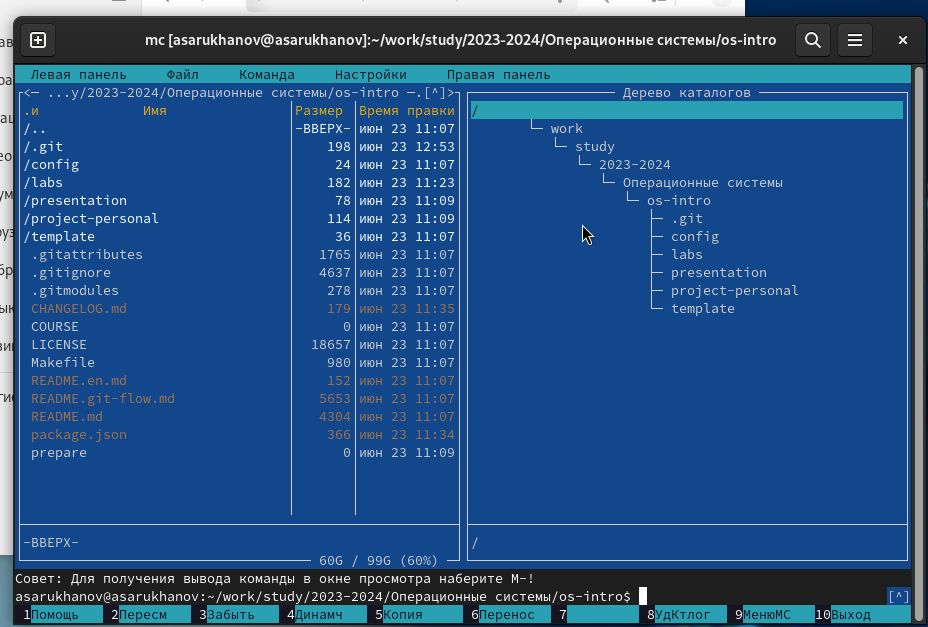 mc [asarukhanov@asarukhanov]:~/work/study/2023-2024/Операционные системы/os-intro
Левая панель Файл Команда Настройки Правая панель
<— ...y/2023-2024/Операционные системы/os-intro —.[^]>
.и Имя Размер Время правки
/.. -ВВЕРХ- июн 23 11:07
/.git 198 июн 23 12:53
/config 24 июн 23 11:07
/labs 182 июн 23 11:23
/presentation 78 июн 23 11:09
/project-personal 114 июн 23 11:09
/template 36 июн 23 11:07
.gitattributes 1765 июн 23 11:07
.gitignore 4637 июн 23 11:07
.gitmodules 278 июн 23 11:07
CHANGELOG.md 179 июн 23 11:35
COURSE 0 июн 23 11:07
LICENSE 18657 июн 23 11:07
Makefile 980 июн 23 11:07
README.en.md 152 июн 23 11:07
README.git-flow.md 5653 июн 23 11:07
README.md 4304 июн 23 11:07
package.json 366 июн 23 11:34
prepare 0 июн 23 11:09
-ВВЕРХ-
60G / 99G (60%)
Дерево каталогов
/
work
study
2023-2024
Операционные системы
os-intro
.git
config
labs
presentation
project-personal
template
/
Совет: Для получения вывода команды в окне просмотра наберите M-!
asarukhanov@asarukhanov:~/work/study/2023-2024/Операционные системы/os-intro$ [^]
1Помощь 2Пересм 3Забыть 4Динамч 5Копия 6Перенос 7 8УдКтлог 9МенюMC 10Выход